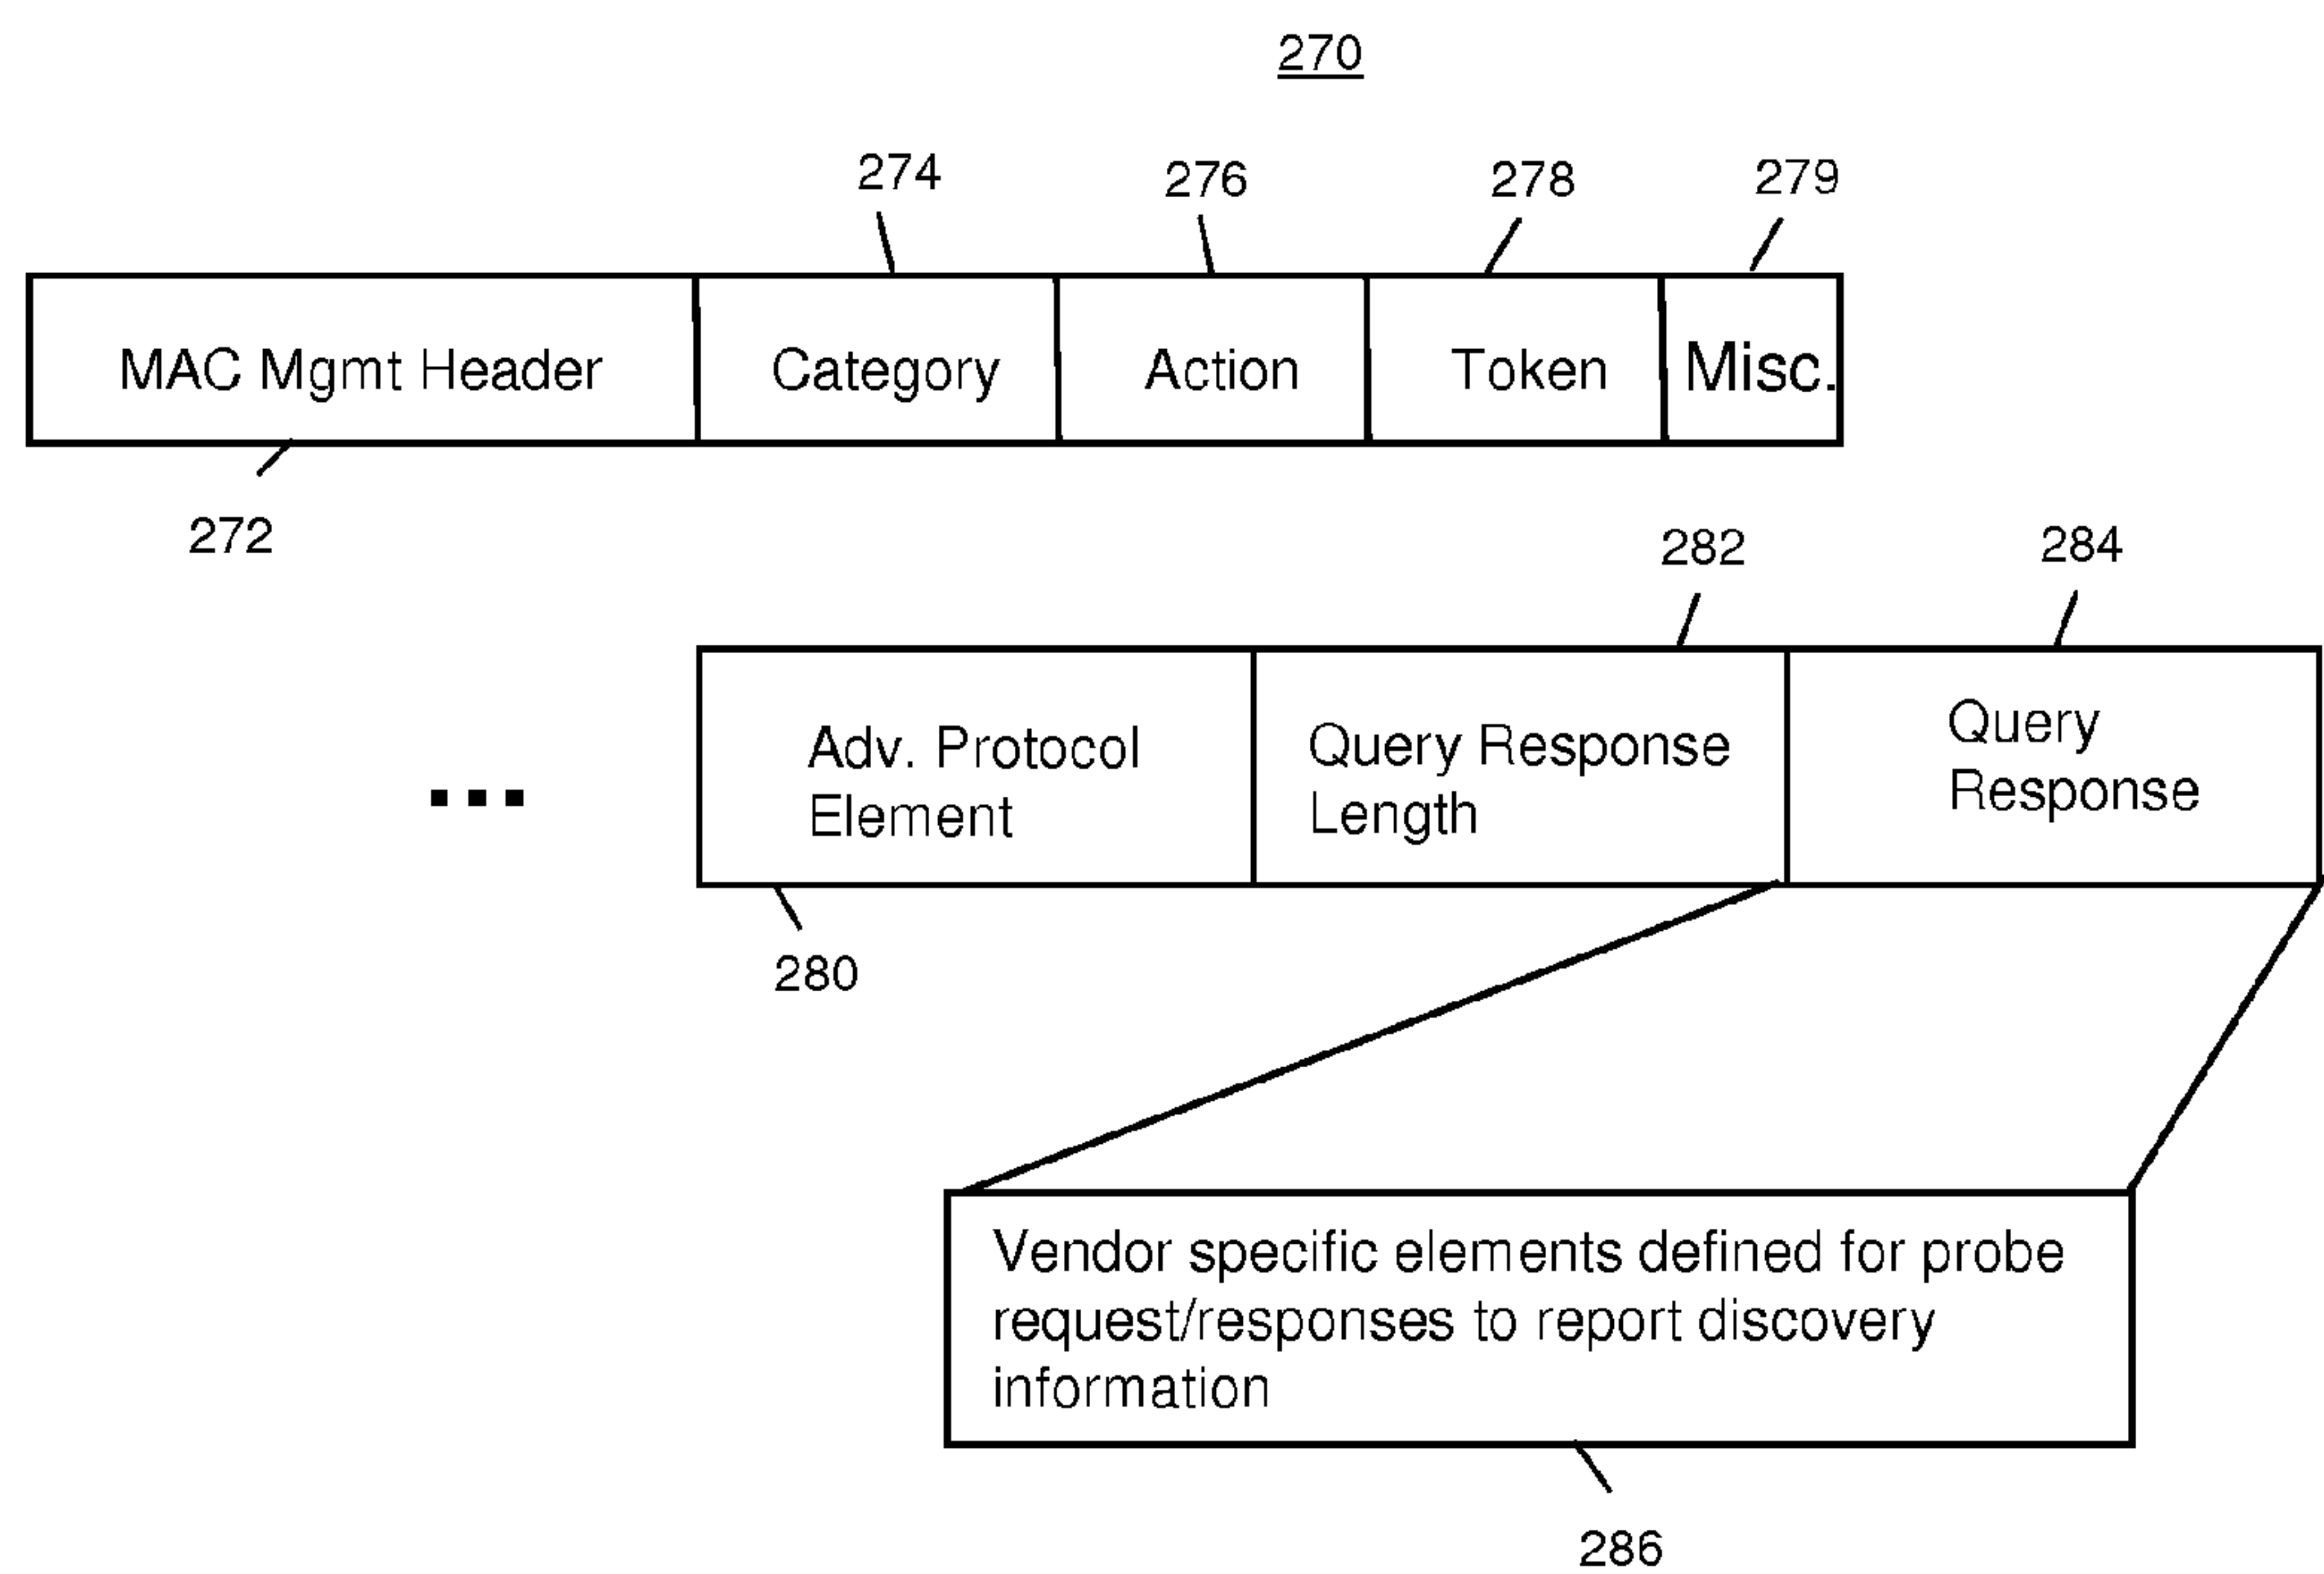 270
274
276
278
279
MAC Mgmt Header
Category
Action
Token
Misc.
272
282
284
Adv. Protocol
Element
Query Response
Length
Query
Response
280
Vendor specific elements defined for probe
request/responses to report discovery
information
286